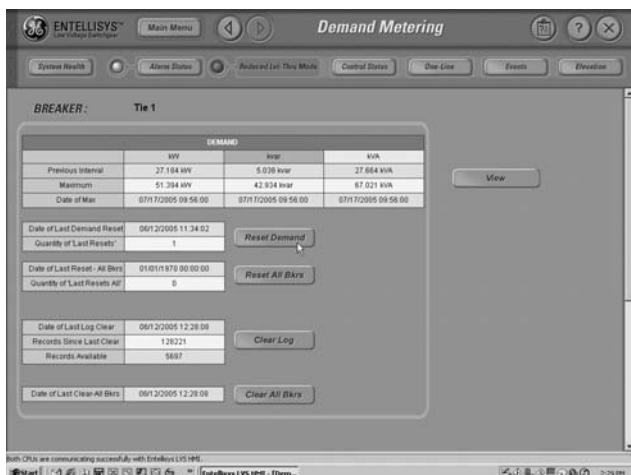 ENTELLISYS™
Low Voltage Switchgear
Main Menu
Demand Metering
System Health
Alarm Status
Reduced Let-Thru Mode
Control Status
One-Line
Events
Elevation
BREAKER :
Tie 1
DEMAND
kW kvar kVA
Previous Interval 27.184 kW 5.038 kvar 27.664 kVA
Maximum 51.394 kW 42.934 kvar 67.021 kVA
Date of Max 07/17/2005 09:56:00 07/17/2005 09:56:00 07/17/2005 09:56:00
View
Date of Last Demand Reset 06/12/2005 11:34:02
Quantity of 'Last Resets' 1
Reset Demand
Date of Last Reset - All Bkrs 01/01/1970 00:00:00
Quantity of 'Last Resets All' 0
Reset All Bkrs
Date of Last Log Clear 06/12/2005 12:28:08
Records Since Last Clear 126221
Records Available 5697
Clear Log
Date of Last Clear-All Bkrs 06/12/2005 12:28:08
Clear All Bkrs
Both CPUs are communicating successfully with Entellisys LVS HMI.
Start
Entellisys LVS HMI - [Dem...
2:29 PM